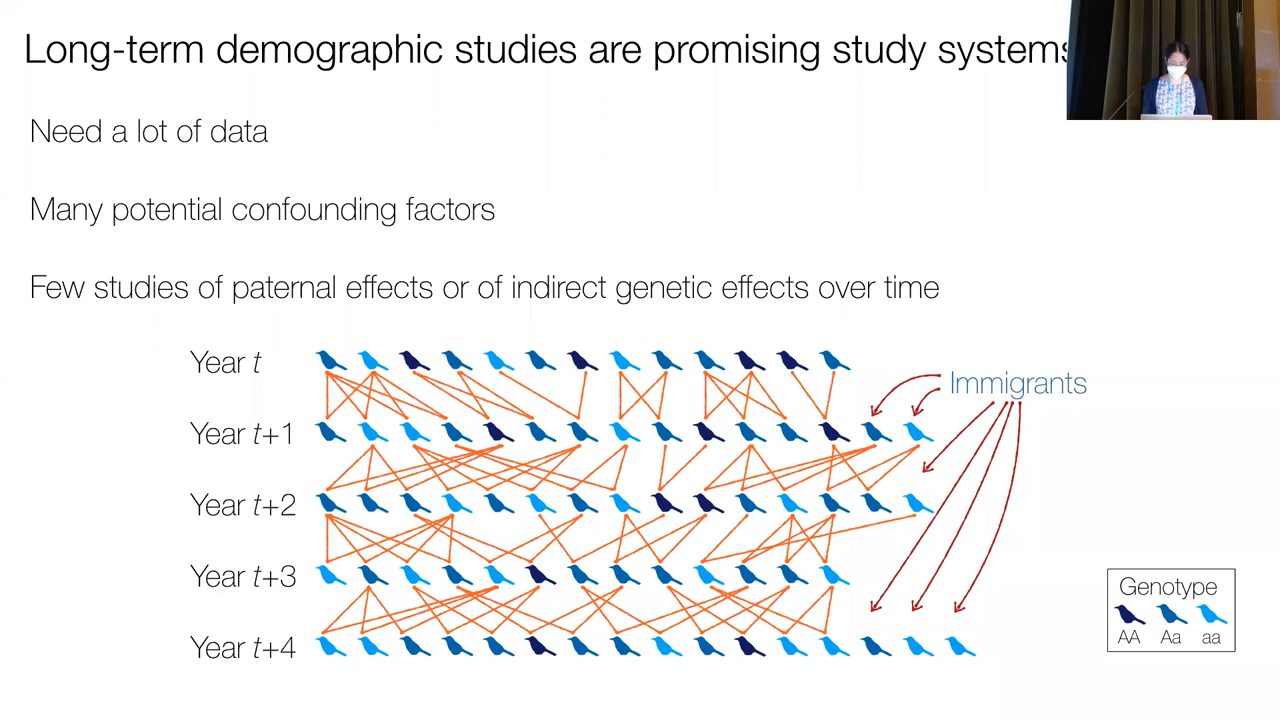 Long-term demographic studies are promising study systems
Need a lot of data
Many potential confounding factors
Few studies of paternal effects or of indirect genetic effects over time
Year t
Immigrants
Year t+1
Year t+2
Year t+3
Year t+4
Genotype
AA Aa aa